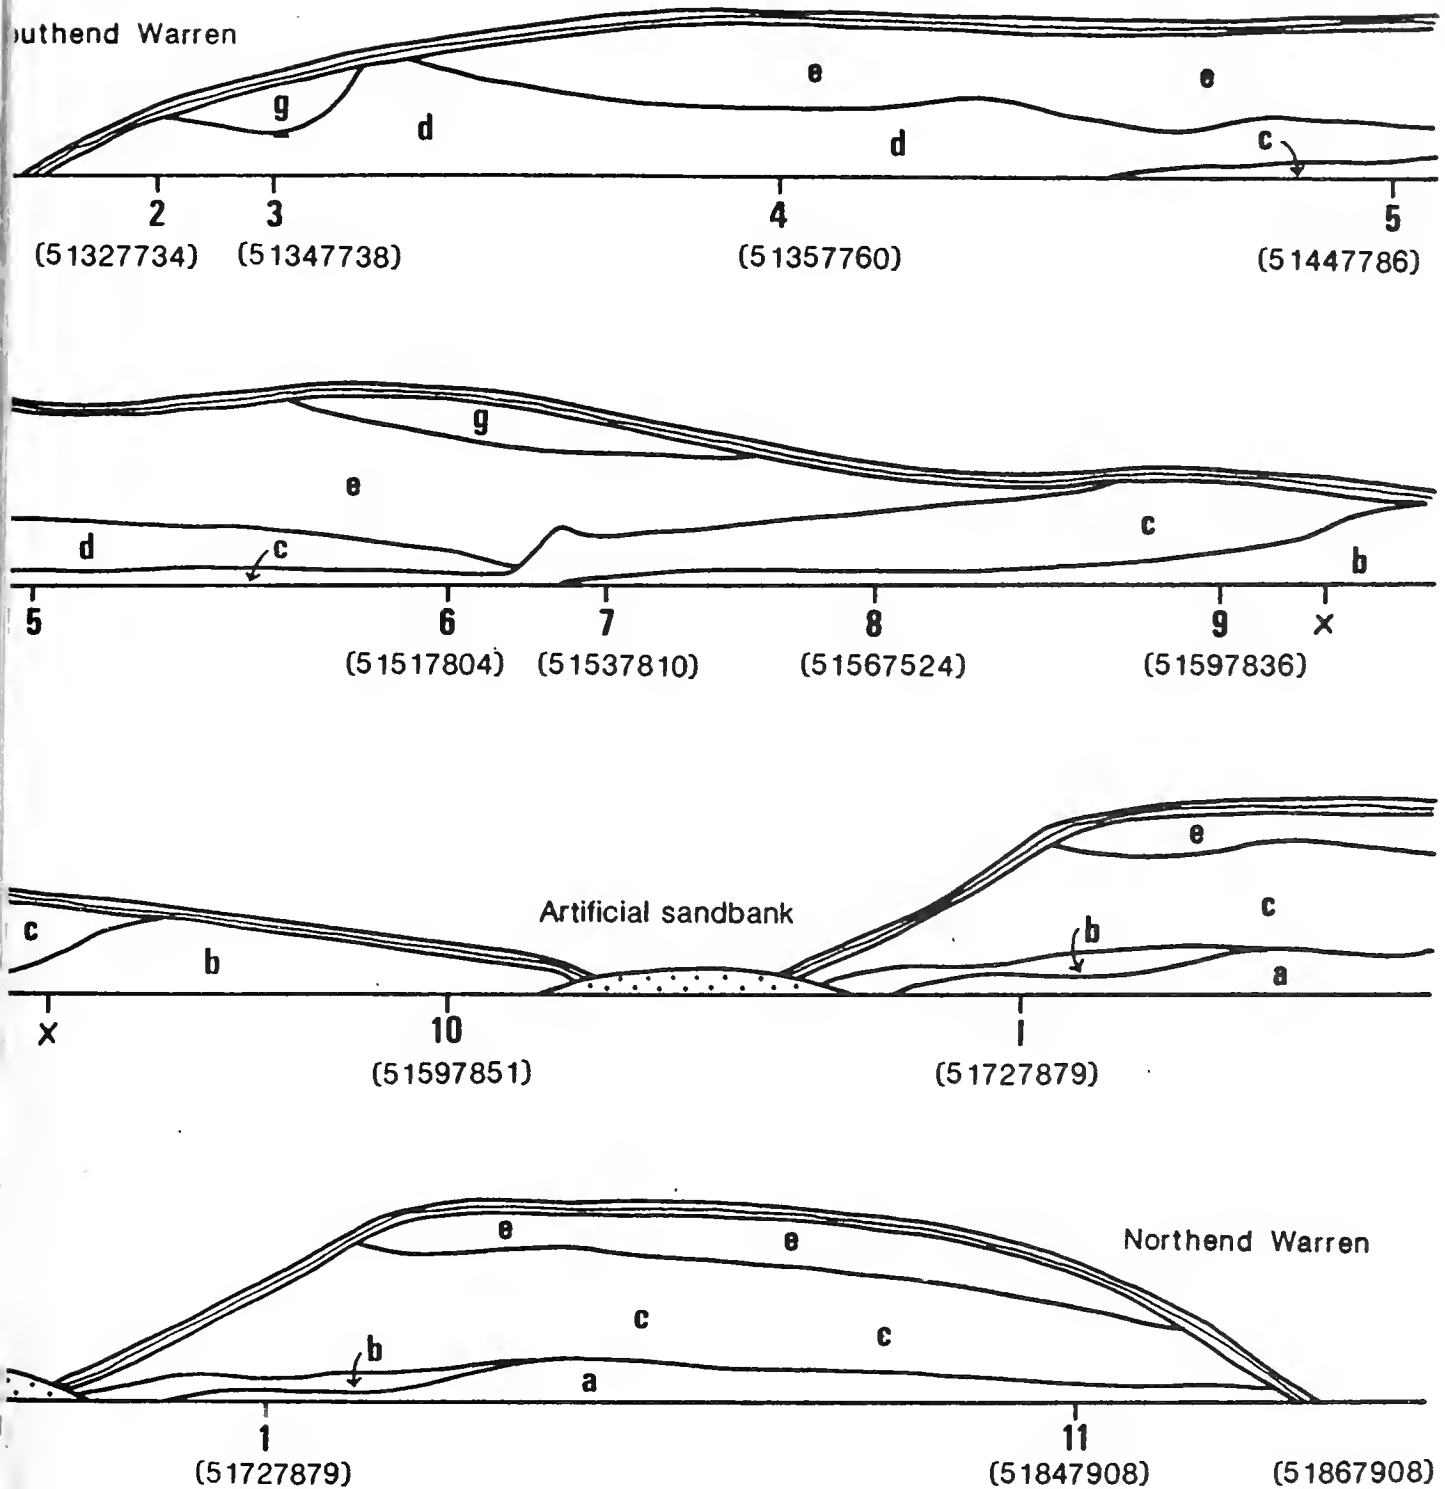 outhend Warren
e
e
g
d
d
c
2 3 4 5
(51327734) (51347738) (51357760) (51447786)
g
e
c
d
c
b
5 6 7 8 9 X
(51517804) (51537810) (51567524) (51597836)
e
Artificial sandbank
c
c
b
b
a
X 10 1
(51597851) (51727879)
e
e
Northend Warren
c
c
b
a
1 11
(51727879) (51847908) (51867908)